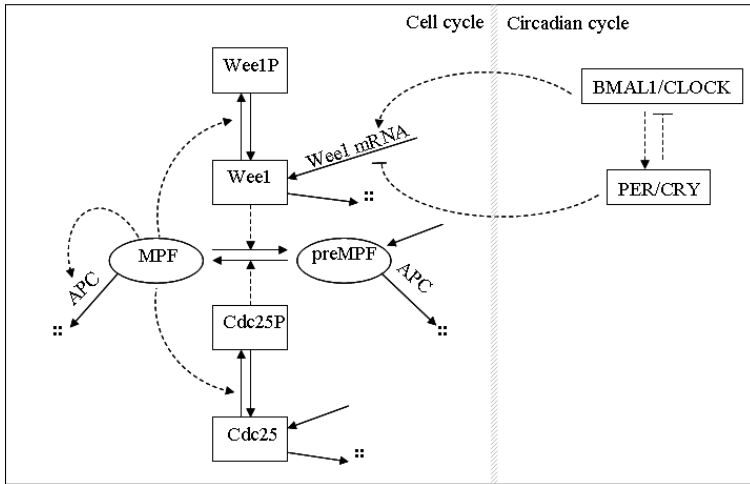 Cell cycle
Circadian cycle
Wee1P
BMAL1/CLOCK
Wee1 mRNA
Wee1
PER/CRY
MPF
preMPF
APC
APC
Cdc25P
Cdc25